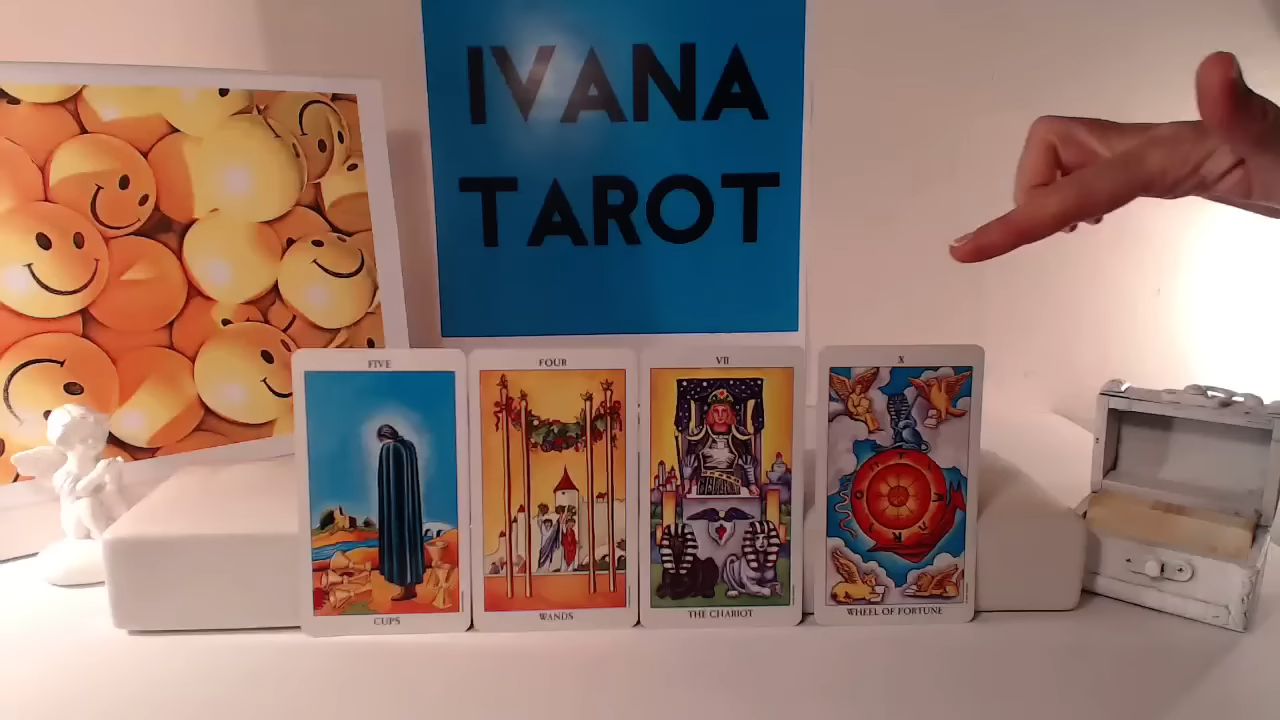 IVANA
TAROT
FIVE
CUPS
FOUR
WANDS
VII
THE CHARIOT
X
WHEEL OF FORTUNE